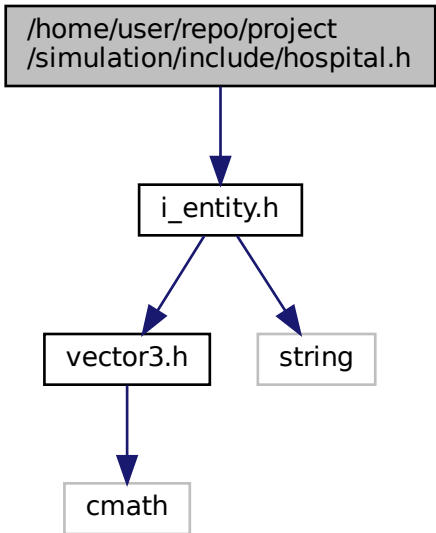 /home/user/repo/project
/simulation/include/hospital.h
i_entity.h
vector3.h
string
cmath